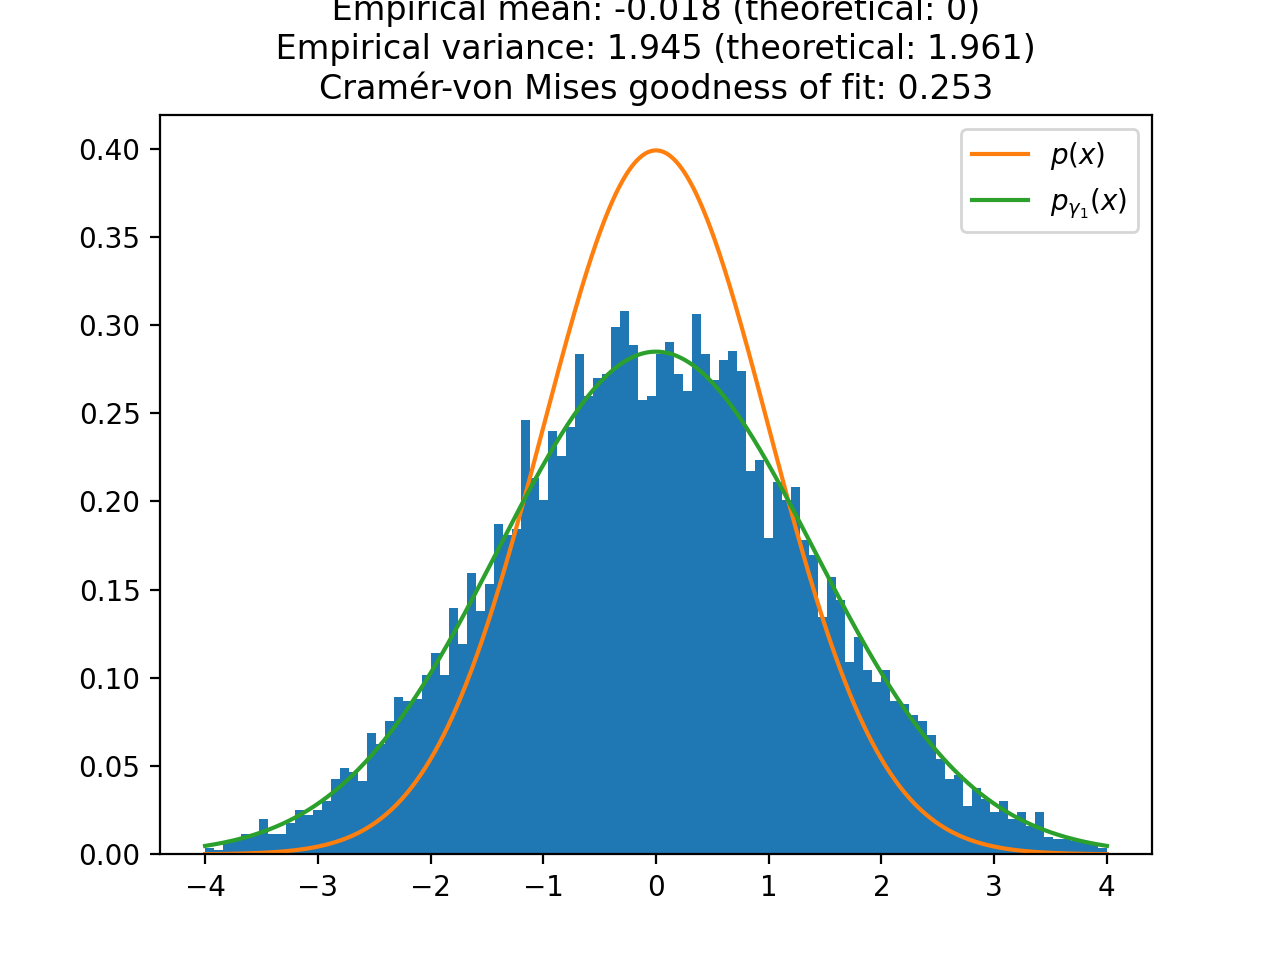 Empirical mean: -0.018 (theoretical: 0)
Empirical variance: 1.945 (theoretical: 1.961)
Cramér-von Mises goodness of fit: 0.253
p(x)
p_{γ_1}(x)
0.40
0.35
0.30
0.25
0.20
0.15
0.10
0.05
0.00
−4 −3 −2 −1 0 1 2 3 4